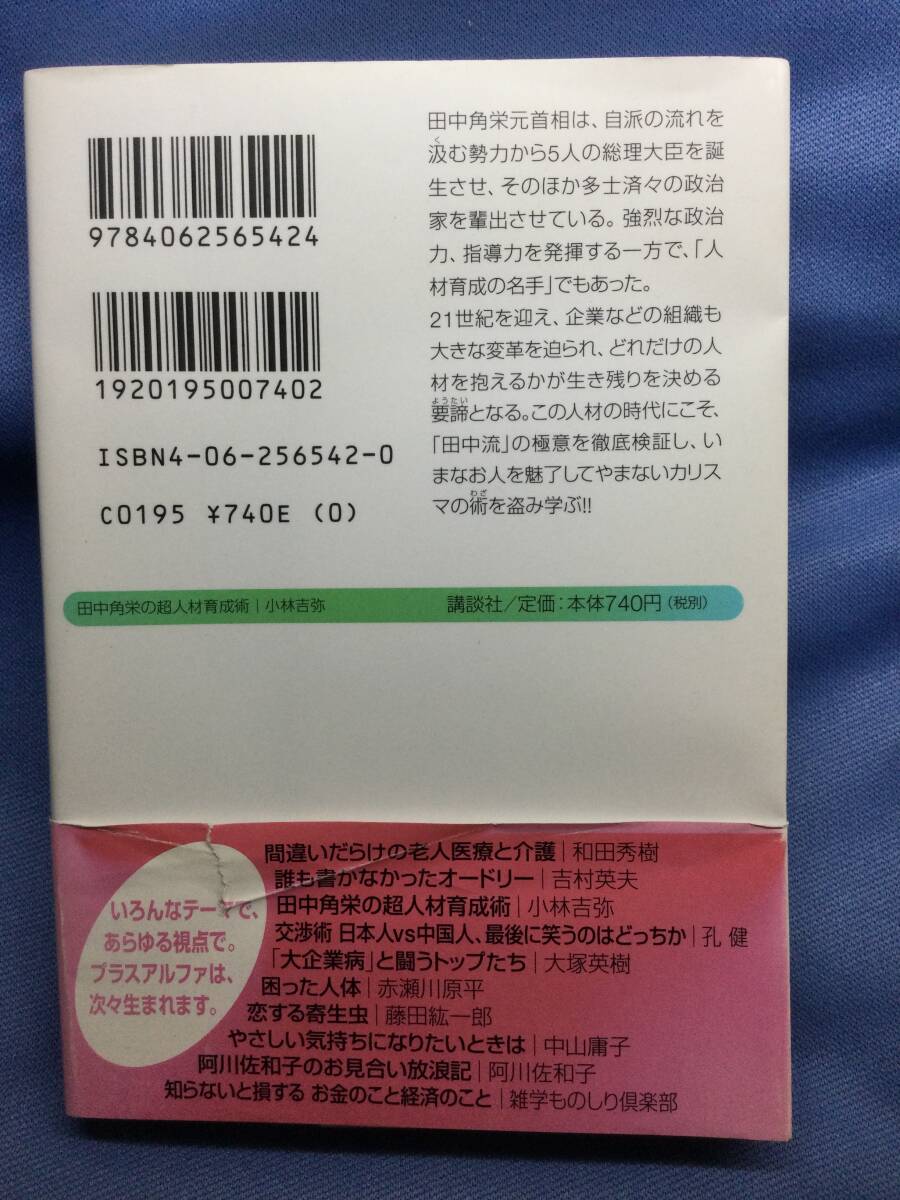 9784062565424
1920195007402
ISBN4-06-256542-0
C0195 ¥740E (0)
田中角栄元首相は、自派の流れを
汲む勢力から5人の総理大臣を誕
生させ、そのほか多士済々の政治
家を輩出させている。強烈な政治
力、指導力を発揮する一方で、「人
材育成の名手」でもあった。
21世紀を迎え、企業などの組織も
大きな変革を迫られ、どれだけの人
材を抱えるかが生き残りを決める
要諦となる。この人材の時代にこそ、
「田中流」の極意を徹底検証し、い
まなお人を魅了してやまないカリス
マの術を盗み学ぶ!!
田中角栄の超人材育成術|小林吉弥
講談社/定価:本体740円(税別)
いろんなテーマで、
あらゆる視点で。
プラスアルファは、
次々生まれます。
間違いだらけの老人医療と介護|和田秀樹
誰も書かなかったオードリー|吉村英夫
田中角栄の超人材育成術|小林吉弥
交渉術 日本人vs中国人、最後に笑うのはどっちか|孔 健
「大企業病」と闘うトップたち|大塚英樹
困った人体|赤瀬川原平
恋する寄生虫|藤田紘一郎
やさしい気持ちになりたいときは|中山庸子
阿川佐和子のお見合い放浪記|阿川佐和子
知らないと損する お金のこと経済のこと|雑学ものしり倶楽部